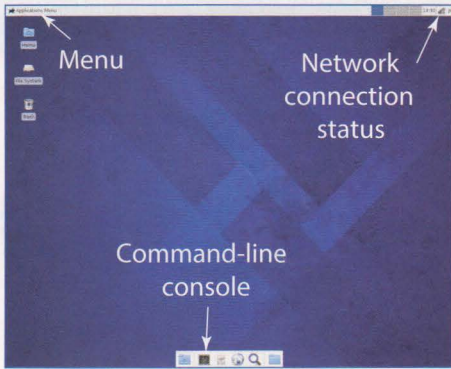 Applications Menu
Home
Menu
File System
Network
connection
status
Trash
Command-line
console